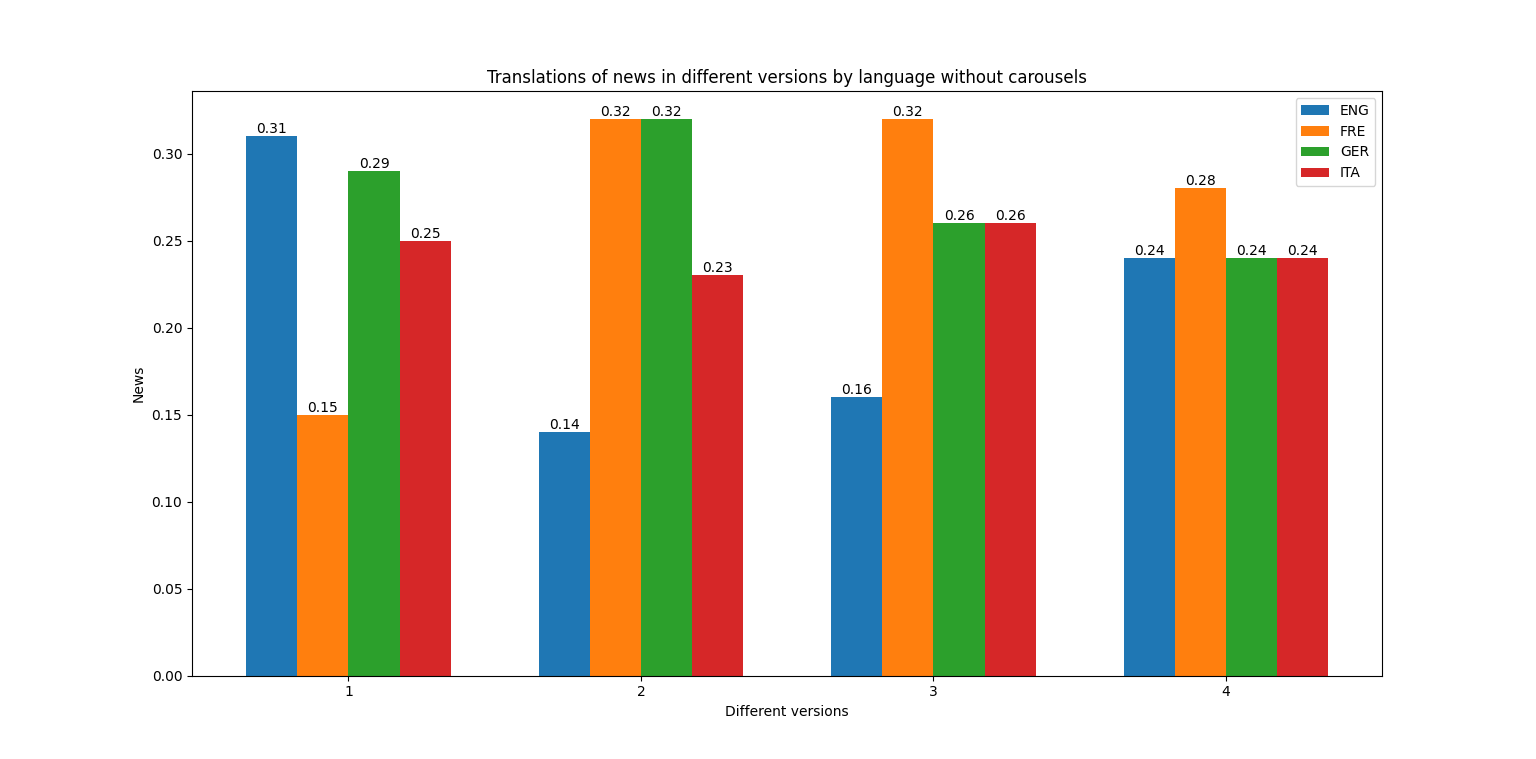 Translations of news in different versions by language without carousels
ENG
FRE
GER
ITA
0.31
0.15
0.29
0.25
0.14
0.32
0.32
0.23
0.16
0.32
0.26
0.26
0.24
0.28
0.24
0.24
News
0.30
0.25
0.20
0.15
0.10
0.05
0.00
1 2 3 4
Different versions